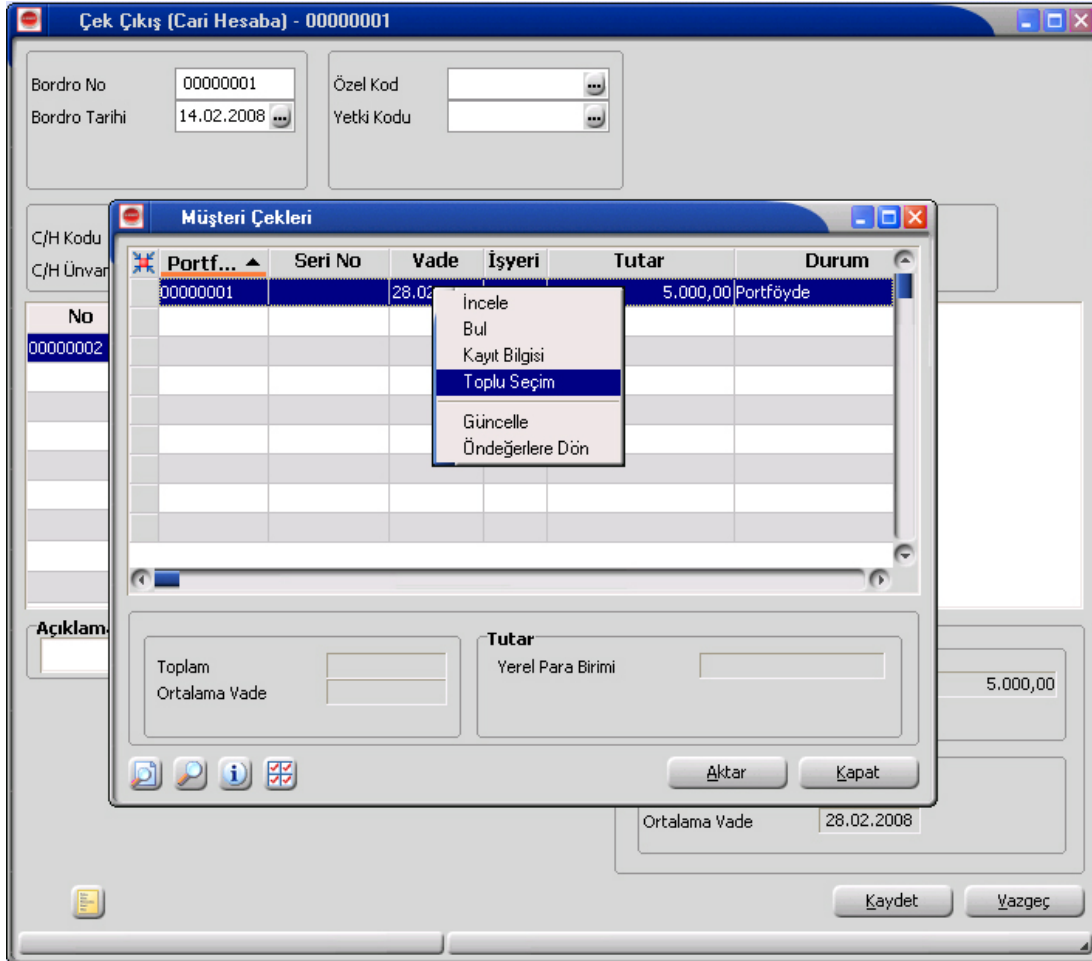 Çek Çıkış (Cari Hesaba) - 00000001
Bordro No 00000001 Özel Kod
Bordro Tarihi 14.02.2008 Yetki Kodu
C/H Kodu
C/H Ünvan
Müşteri Çekleri
Portf... Seri No Vade İşyeri Tutar Durum
00000001 28.02 5.000,00 Portföyde
İncele
Bul
Kayıt Bilgisi
Toplu Seçim
Güncelle
Öndeğerlere Dön
No
00000002
Toplam
Ortalama Vade
Tutar
Yerel Para Birimi
Aktar Kapat
5.000,00
Ortalama Vade 28.02.2008
Kaydet Vazgeç